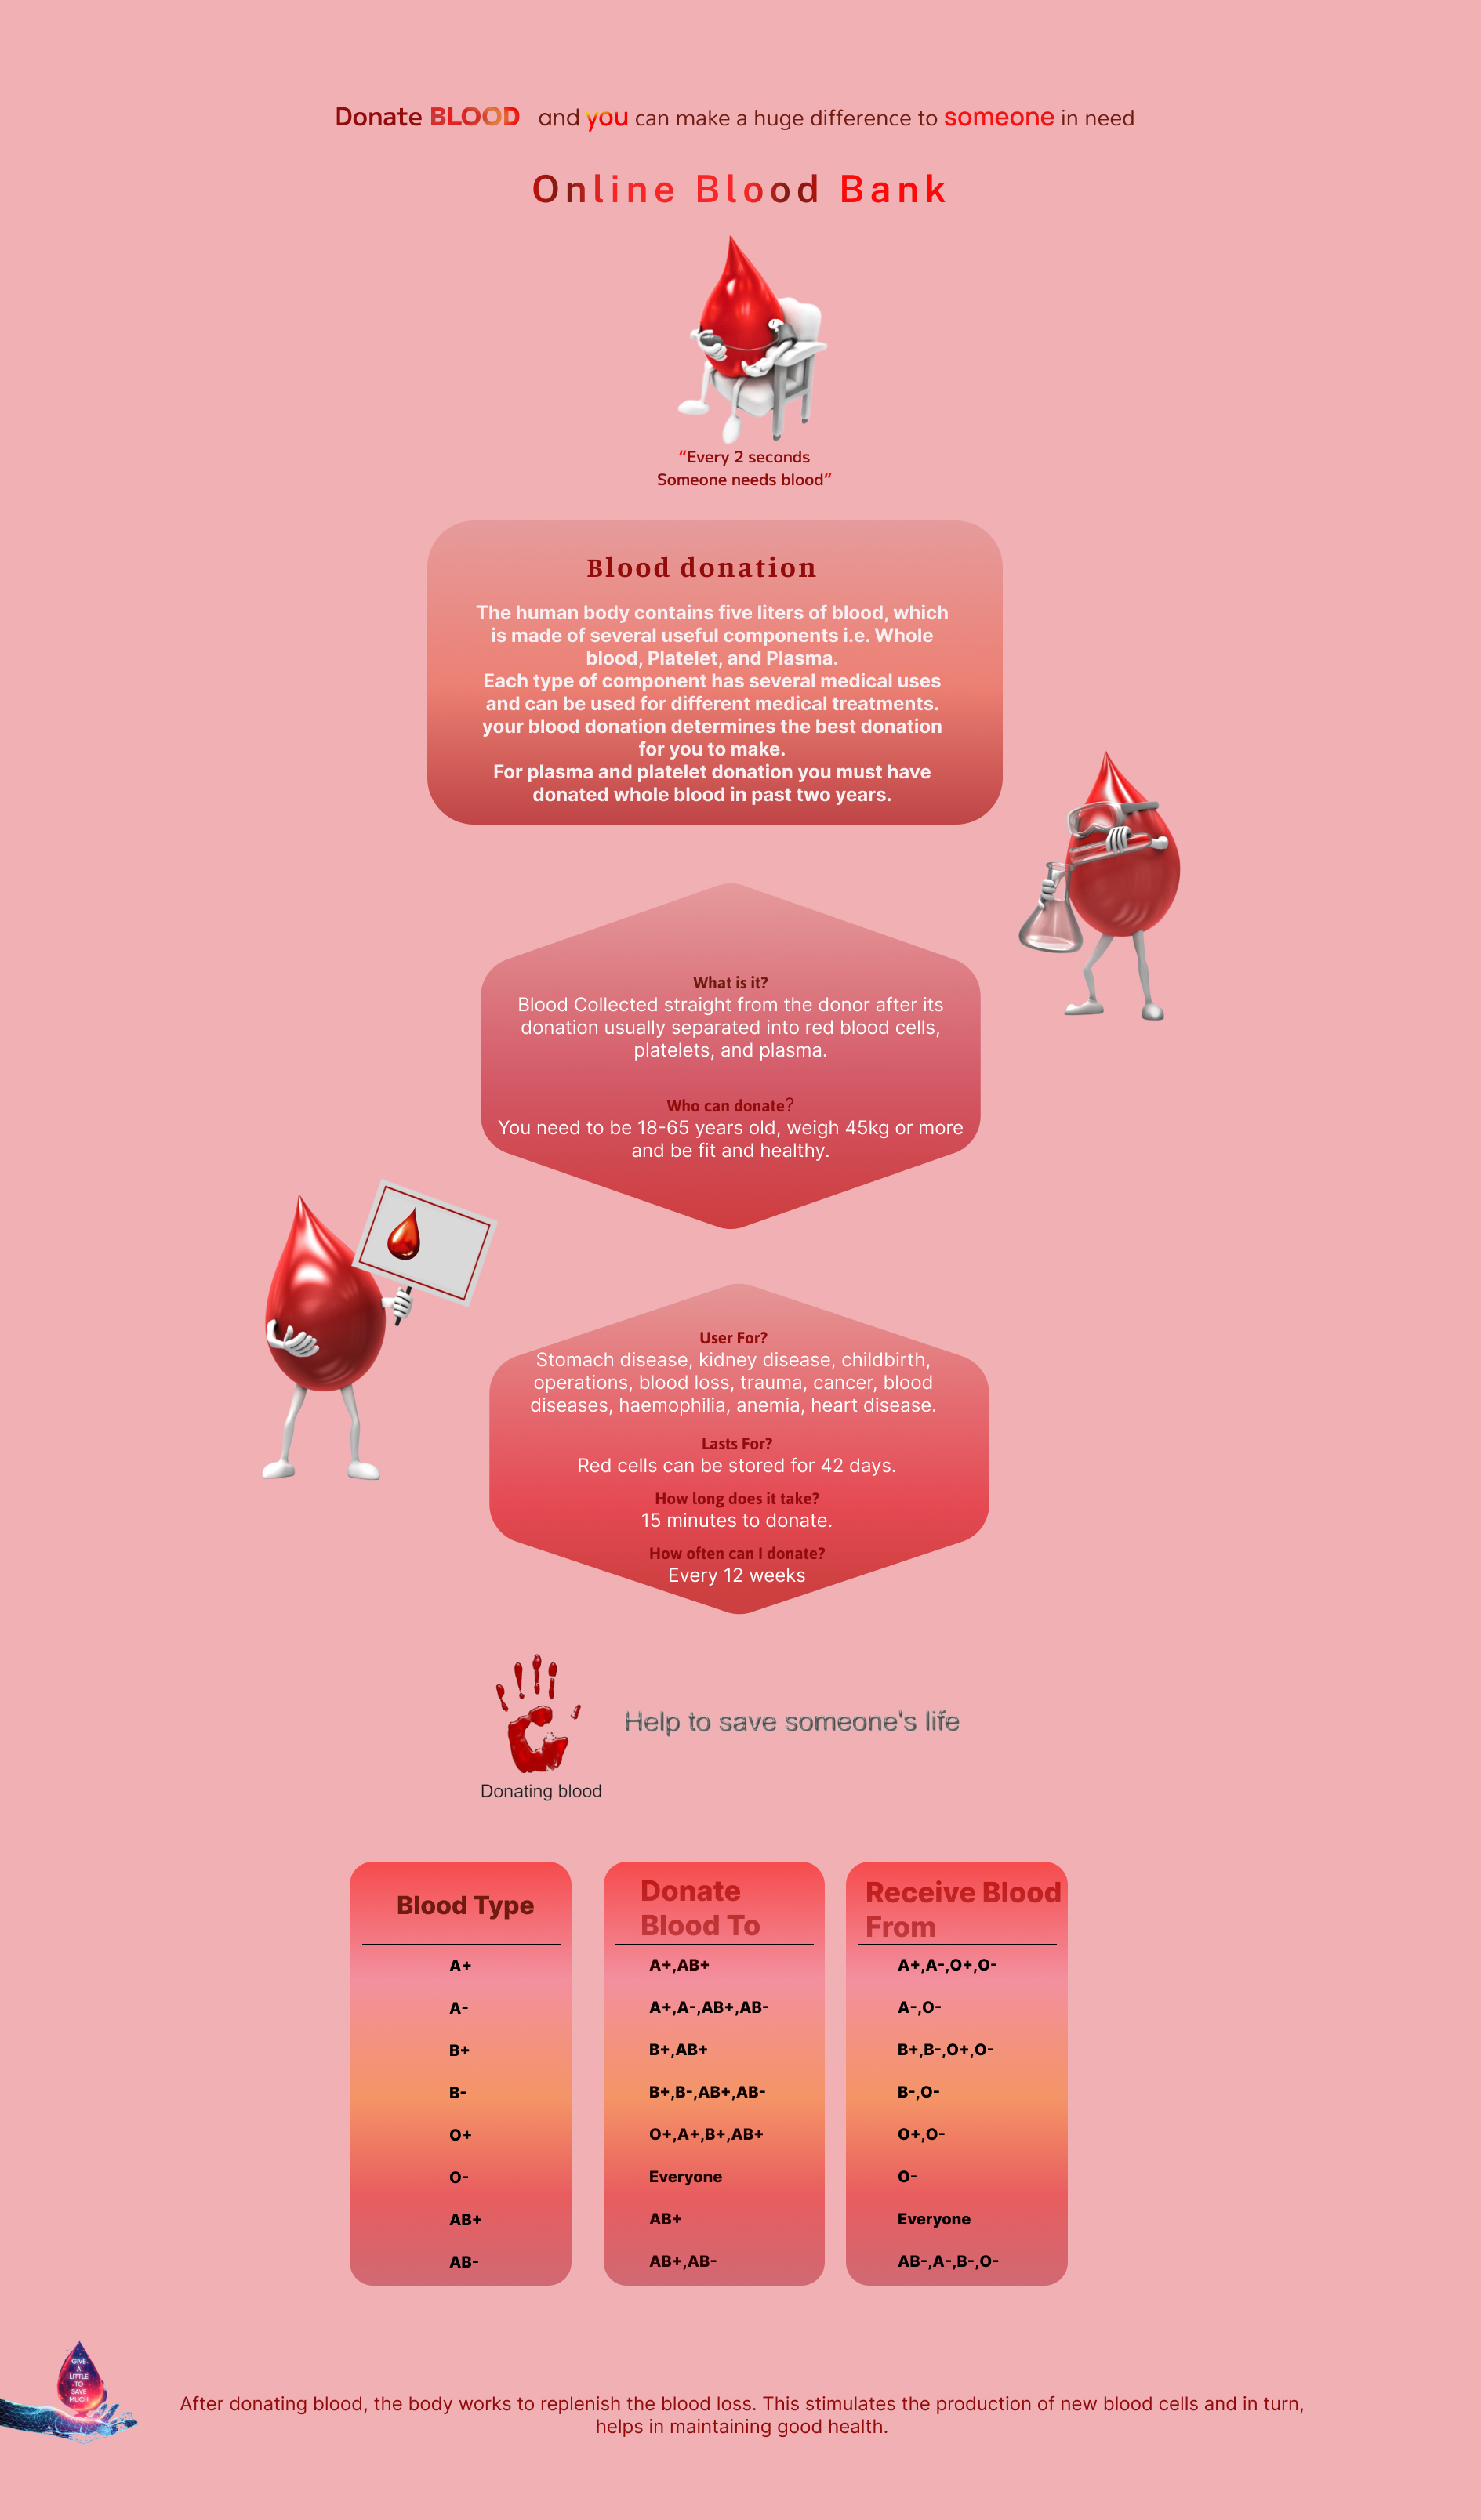 Donate BLOOD and you can make a huge difference to someone in need
Online Blood Bank
“Every 2 seconds
Someone needs blood”
Blood donation
The human body contains five liters of blood, which
is made of several useful components i.e. Whole
blood, Platelet, and Plasma.
Each type of component has several medical uses
and can be used for different medical treatments.
your blood donation determines the best donation
for you to make.
For plasma and platelet donation you must have
donated whole blood in past two years.
What is it?
Blood Collected straight from the donor after its
donation usually separated into red blood cells,
platelets, and plasma.
Who can donate?
You need to be 18-65 years old, weigh 45kg or more
and be fit and healthy.
User For?
Stomach disease, kidney disease, childbirth,
operations, blood loss, trauma, cancer, blood
diseases, haemophilia, anemia, heart disease.
Lasts For?
Red cells can be stored for 42 days.
How long does it take?
15 minutes to donate.
How often can I donate?
Every 12 weeks
Help to save someone's life
Donating blood
Blood Type
Donate
Blood To
Receive Blood
From
A+ A+,AB+ A+,A-,O+,O-
A- A+,A-,AB+,AB- A-,O-
B+ B+,AB+ B+,B-,O+,O-
B- B+,B-,AB+,AB- B-,O-
O+ O+,A+,B+,AB+ O+,O-
O- Everyone O-
AB+ AB+ Everyone
AB- AB+,AB- AB-,A-,B-,O-
GIVE
A
LITTLE
TO
SAVE
MUCH
After donating blood, the body works to replenish the blood loss. This stimulates the production of new blood cells and in turn,
helps in maintaining good health.